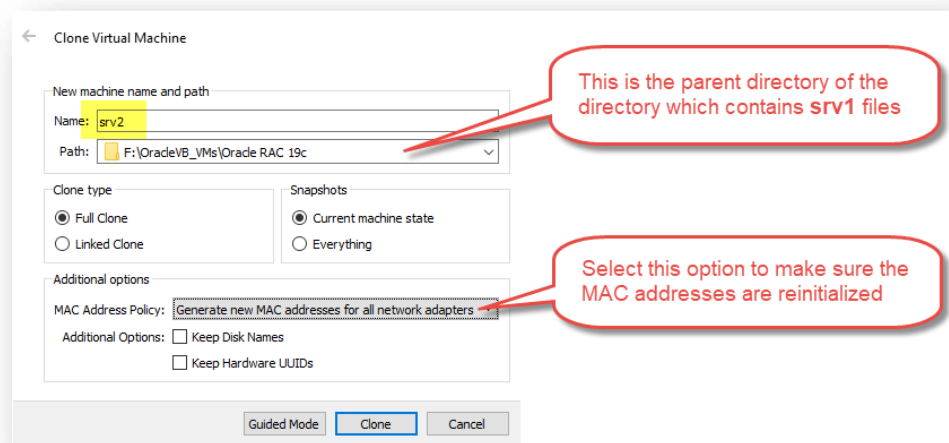 Clone Virtual Machine
New machine name and path
Name: srv2
Path: F:\OracleVB_VMs\Oracle RAC 19c
This is the parent directory of the
directory which contains srv1 files
Clone type
Full Clone
Linked Clone
Snapshots
Current machine state
Everything
Additional options
MAC Address Policy: Generate new MAC addresses for all network adapters
Additional Options: Keep Disk Names
Keep Hardware UUIDs
Select this option to make sure the
MAC addresses are reinitialized
Guided Mode Clone Cancel